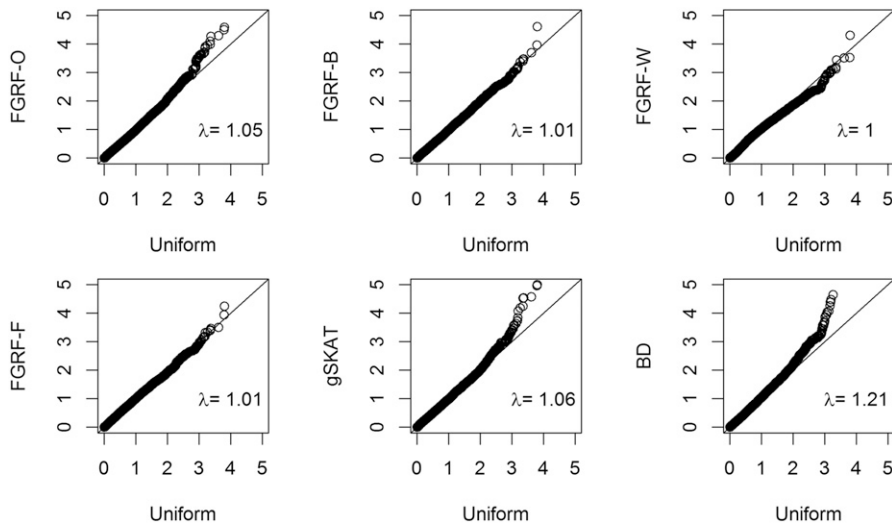 FGRF-O
5
4
3
2
1
0
λ= 1.05
0 1 2 3 4 5
Uniform
FGRF-B
5
4
3
2
1
0
λ= 1.01
0 1 2 3 4 5
Uniform
FGRF-W
5
4
3
2
1
0
λ= 1
0 1 2 3 4 5
Uniform
FGRF-F
5
4
3
2
1
0
λ= 1.01
0 1 2 3 4 5
Uniform
gSKAT
5
4
3
2
1
0
λ= 1.06
0 1 2 3 4 5
Uniform
BD
5
4
3
2
1
0
λ= 1.21
0 1 2 3 4 5
Uniform